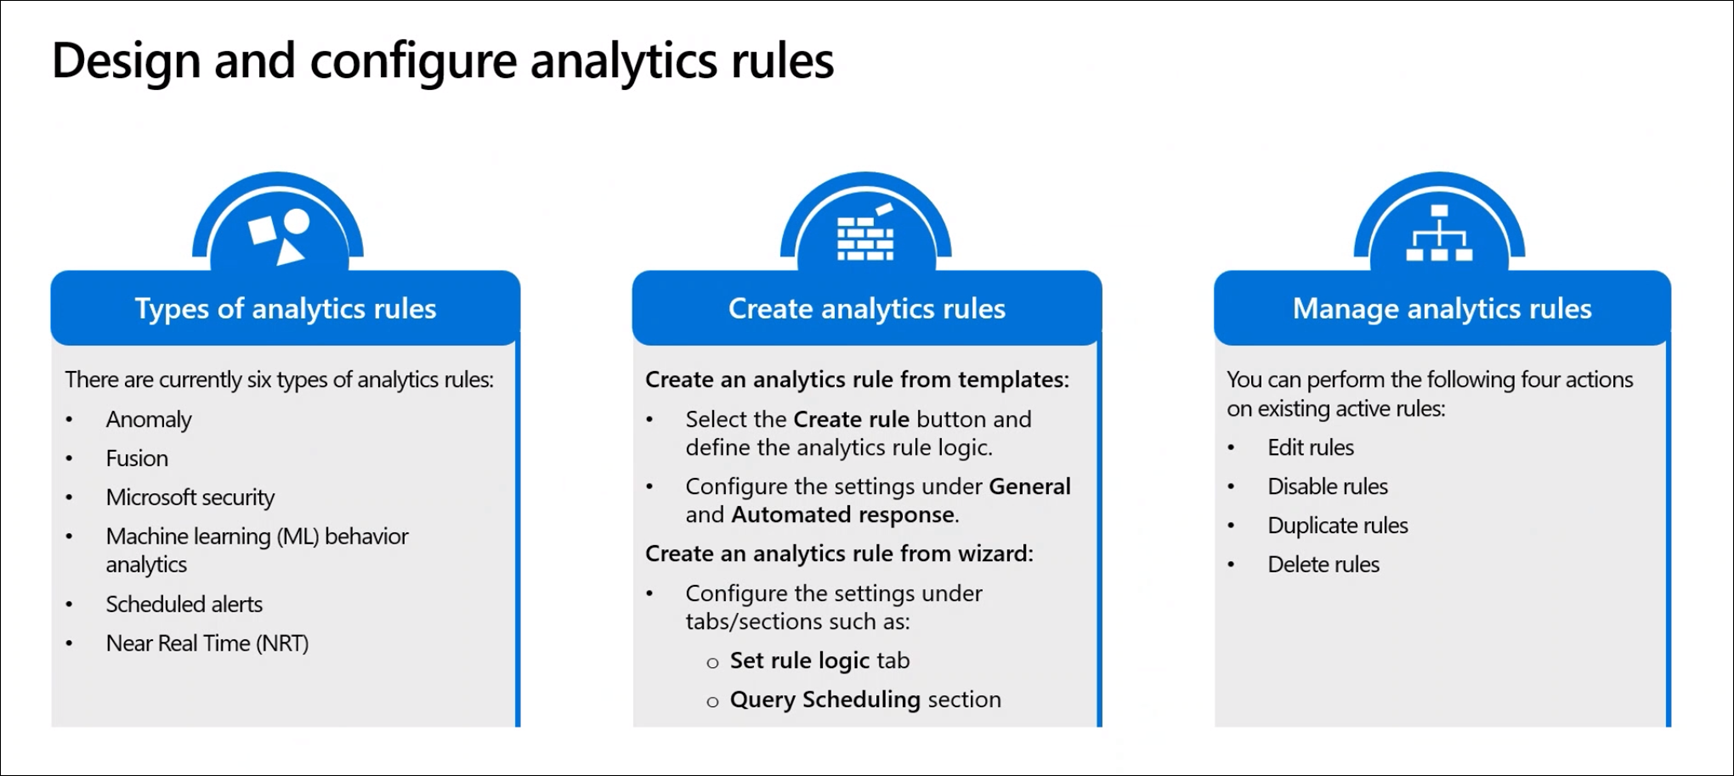 Design and configure analytics rules
Types of analytics rules
There are currently six types of analytics rules:
• Anomaly
• Fusion
• Microsoft security
• Machine learning (ML) behavior
analytics
• Scheduled alerts
• Near Real Time (NRT)
Create analytics rules
Create an analytics rule from templates:
• Select the Create rule button and
define the analytics rule logic.
• Configure the settings under General
and Automated response.
Create an analytics rule from wizard:
• Configure the settings under
tabs/sections such as:
o Set rule logic tab
o Query Scheduling section
Manage analytics rules
You can perform the following four actions
on existing active rules:
• Edit rules
• Disable rules
• Duplicate rules
• Delete rules